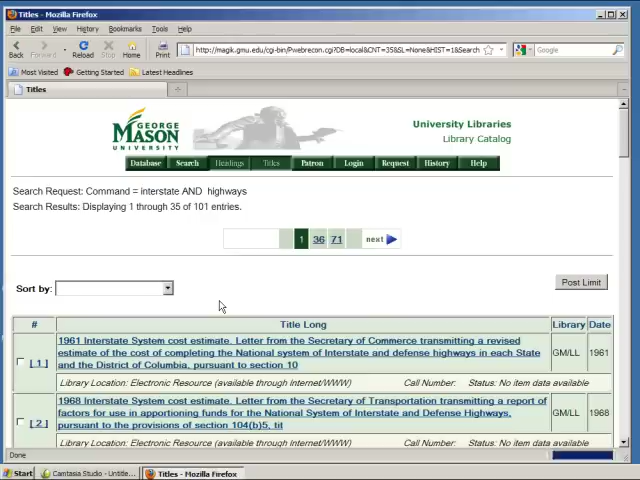 Titles - Mozilla Firefox
File Edit View History Bookmarks Tools Help
Back Forward Reload Stop Home Print http://magik.gmu.edu/cgi-bin/Pwebrecon.cgi?DB=local&CNT=35&SL=None&HIST=1&Search Google
Most Visited Getting Started Latest Headlines
Titles
GEORGE
MASON
UNIVERSITY
University Libraries
Library Catalog
Database Search Headings Titles Patron Login Request History Help
Search Request: Command = interstate AND highways
Search Results: Displaying 1 through 35 of 101 entries.
1 36 71 next
Sort by: Post Limit
# Title Long Library Date
[ 1 ] 1961 Interstate System cost estimate. Letter from the Secretary of Commerce transmitting a revised
estimate of the cost of completing the National system of Interstate and defense highways in each State
and the District of Columbia, pursuant to section 10
GM/LL 1961
Library Location: Electronic Resource (available through Internet/WWW) Call Number: Status: No item data available
[ 2 ] 1968 Interstate System cost estimate. Letter from the Secretary of Transportation transmitting a report of
factors for use in apportioning funds for the National System of Interstate and Defense Highways,
pursuant to the provisions of section 104(b)5, tit
GM/LL 1968
Library Location: Electronic Resource (available through Internet/WWW) Call Number: Status: No item data available
Done
Start Camtasia Studio - Untitle... Titles - Mozilla Firefox